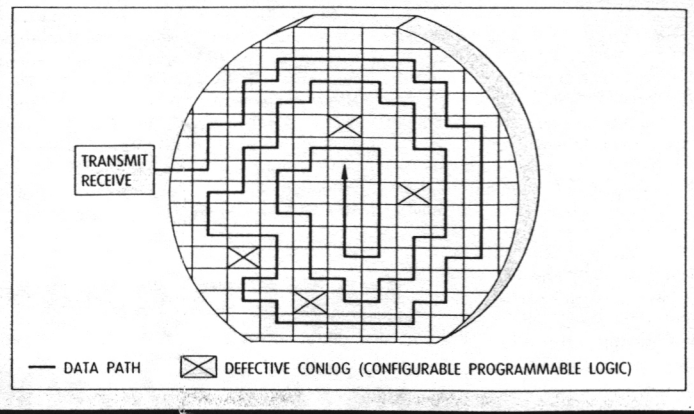 TRANSMIT
RECEIVE
DATA PATH
DEFECTIVE CONLOG (CONFIGURABLE PROGRAMMABLE LOGIC)